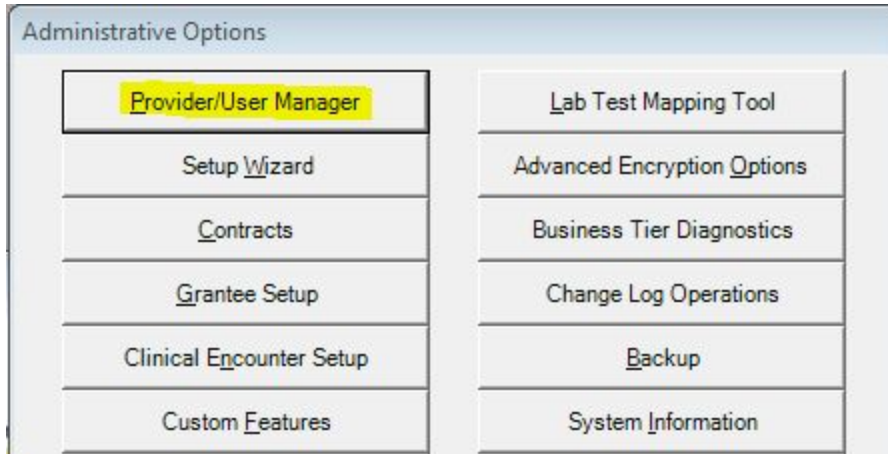 Administrative Options
Provider/User Manager
Lab Test Mapping Tool
Setup Wizard
Advanced Encryption Options
Contracts
Business Tier Diagnostics
Grantee Setup
Change Log Operations
Clinical Encounter Setup
Backup
Custom Features
System Information